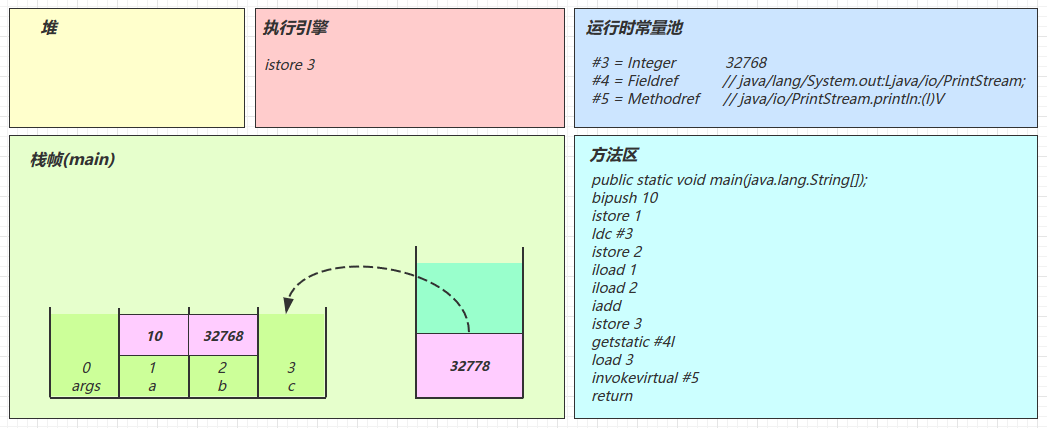 堆
执行引擎
istore 3
运行时常量池
#3 = Integer 32768
#4 = Fieldref // java/lang/System.out:Ljava/io/PrintStream;
#5 = Methodref // java/io/PrintStream.println:(I)V
栈帧(main)
10 32768
0 1 2 3
args a b c
32778
方法区
public static void main(java.lang.String[]);
bipush 10
istore 1
ldc #3
istore 2
iload 1
iload 2
iadd
istore 3
getstatic #4l
load 3
invokevirtual #5
return